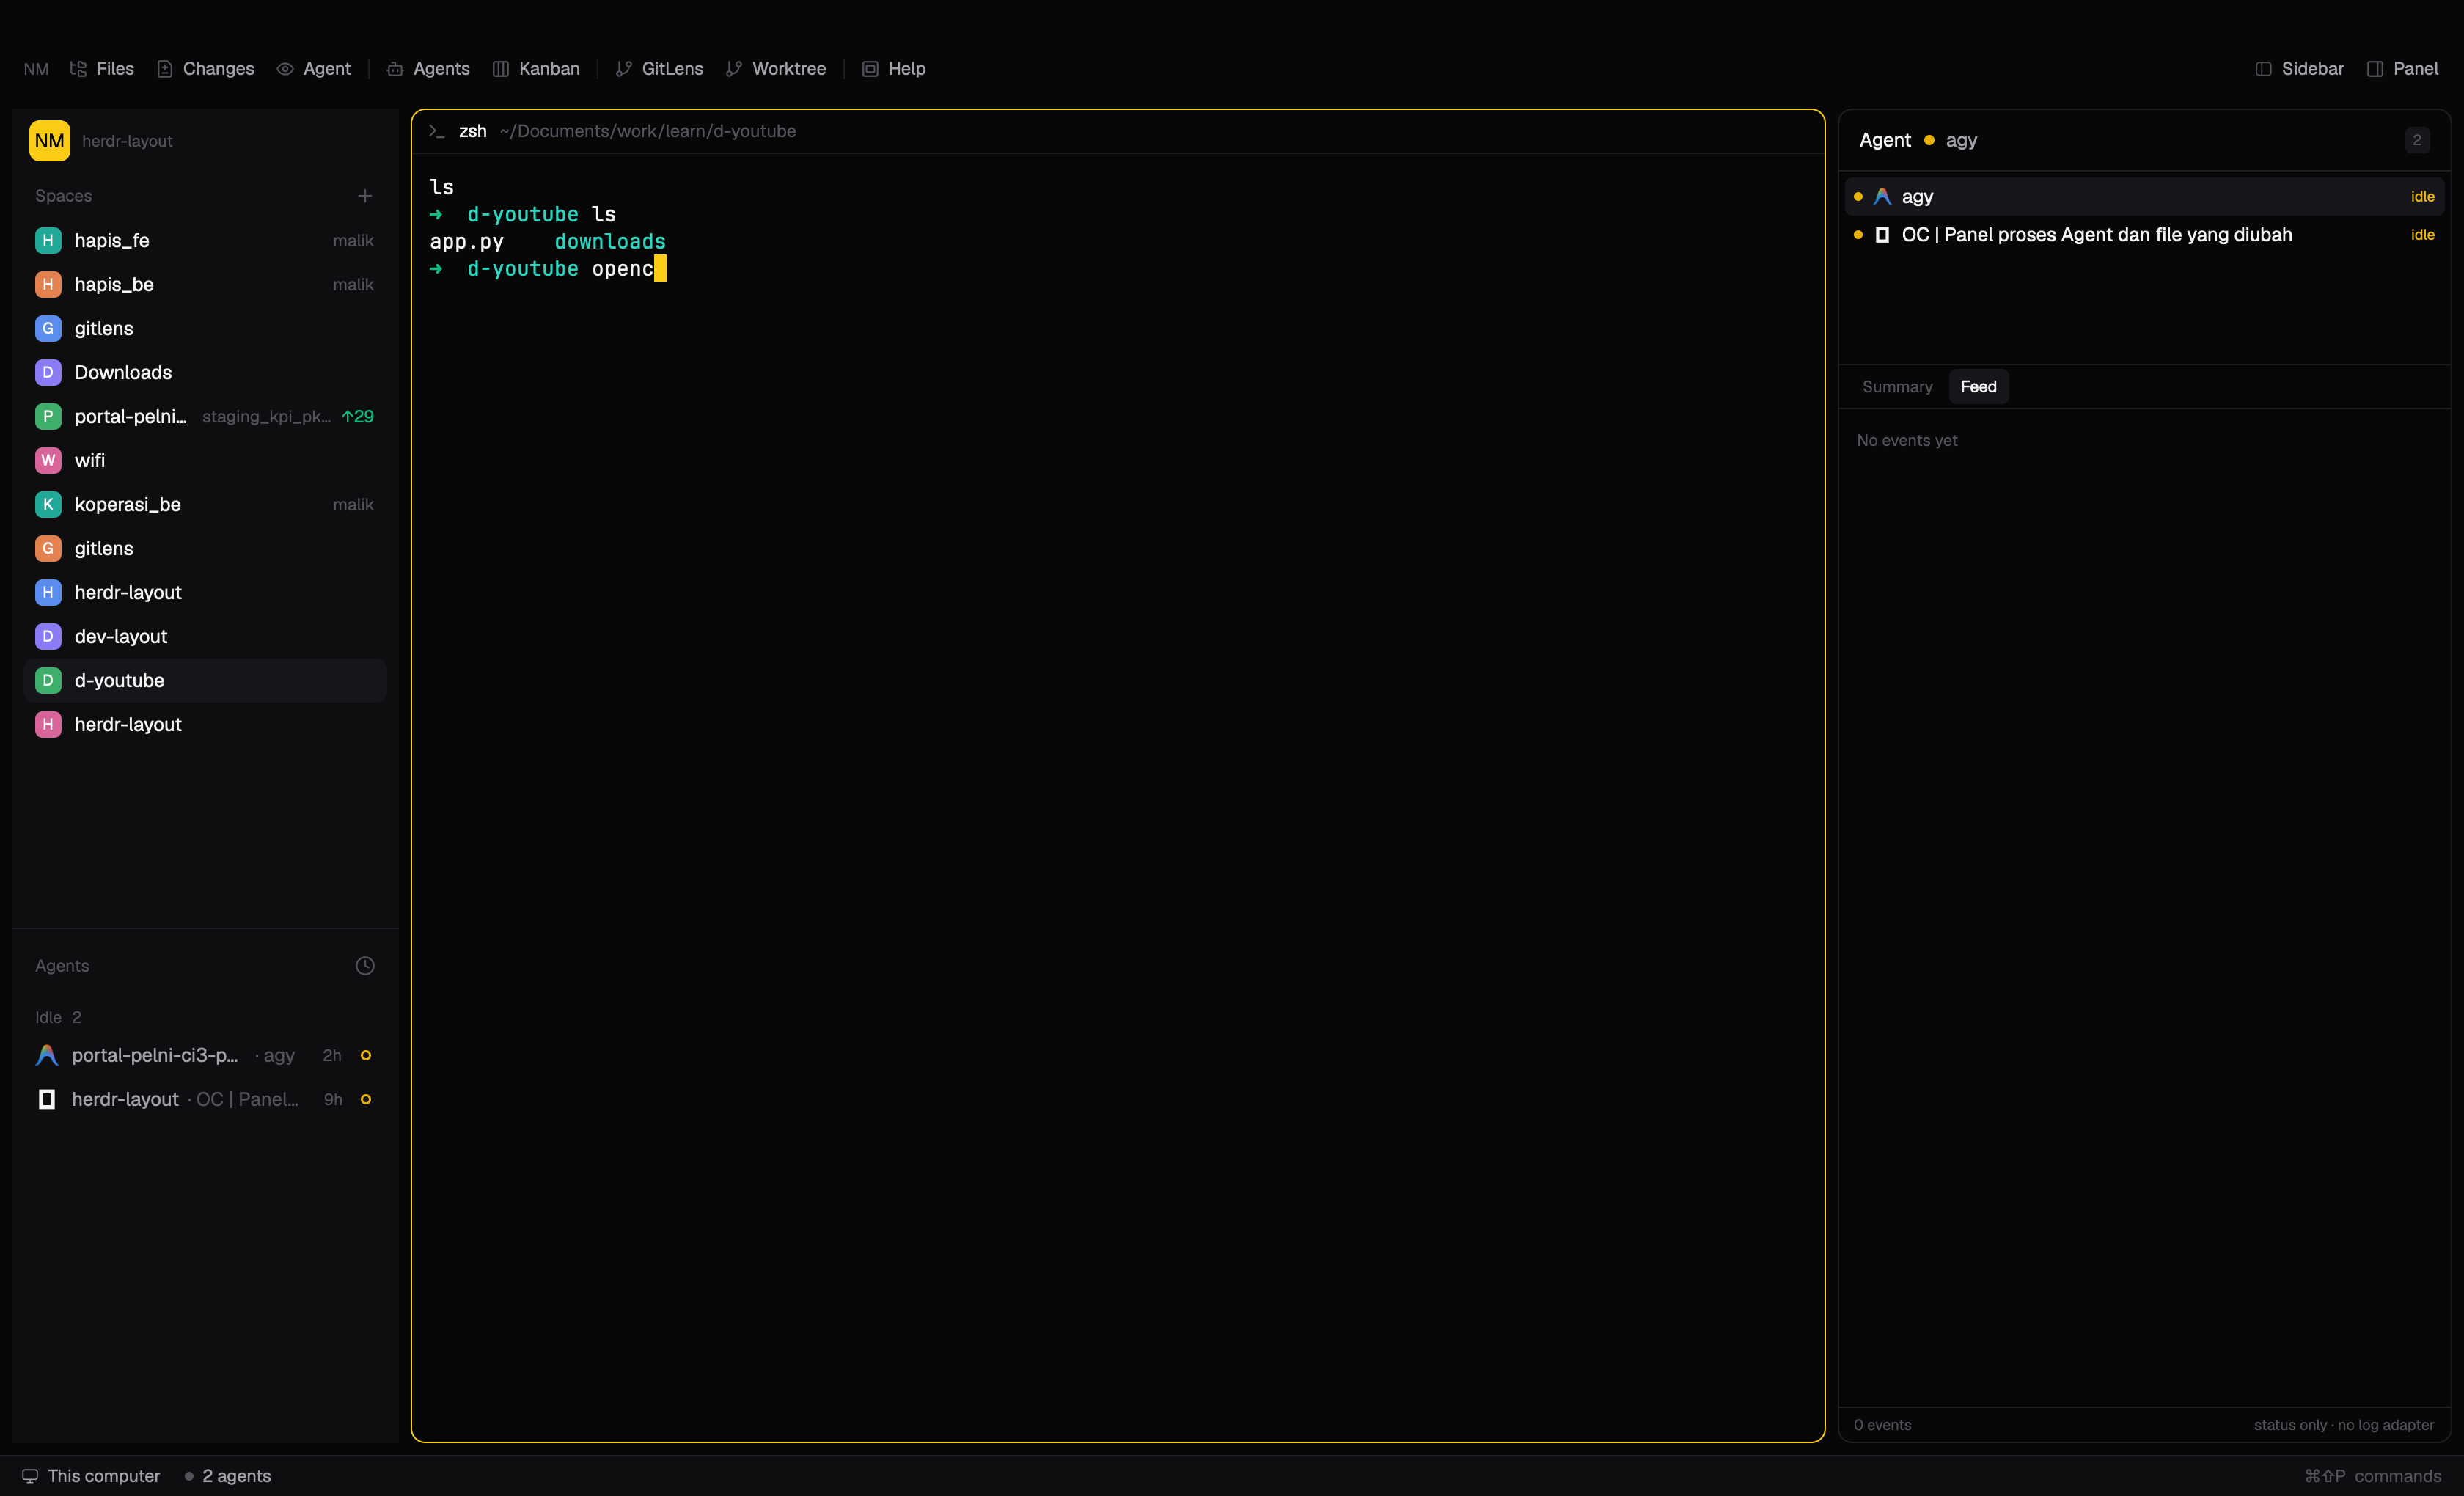 NM Files Changes Agent Agents Kanban GitLens Worktree Help Sidebar Panel
NM herdr-layout
Spaces
H hapis_fe malik
H hapis_be malik
G gitlens
D Downloads
P portal-pelni... staging_kpi_pk... ↑29
W wifi
K koperasi_be malik
G gitlens
H herdr-layout
D dev-layout
D d-youtube
H herdr-layout
Agents
Idle 2
portal-pelni-ci3-p... · agy 2h
herdr-layout · OC | Panel... 9h
>_ zsh ~/Documents/work/learn/d-youtube
ls
→ d-youtube ls
app.py downloads
→ d-youtube openc
Agent agy 2
agy idle
OC | Panel proses Agent dan file yang diubah idle
Summary Feed
No events yet
0 events status only · no log adapter
This computer 2 agents ⌘⇧P commands